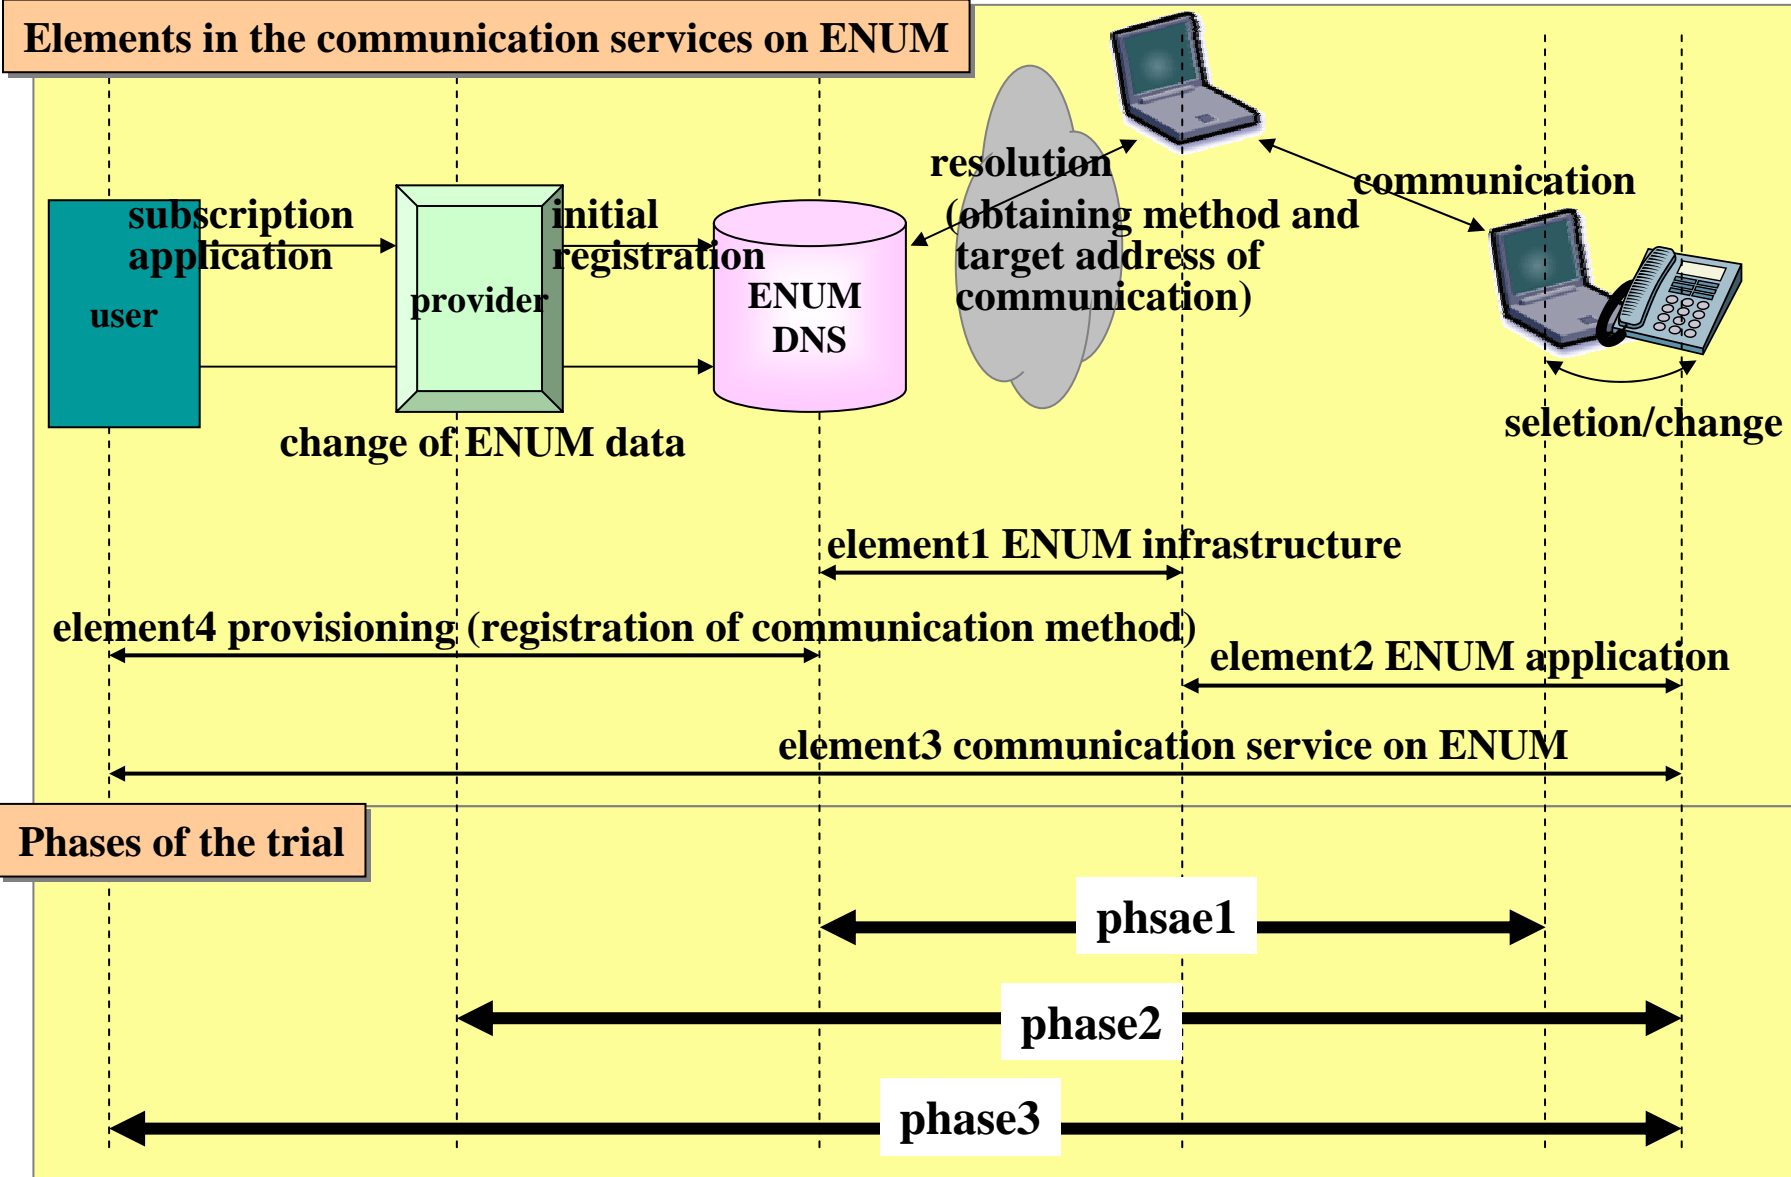 Elements in the communication services on ENUM
subscription
application
initial
registration
resolution
(obtaining method and
target address of
communication)
communication
user
provider
ENUM
DNS
seletion/change
change of ENUM data
element1 ENUM infrastructure
element4 provisioning (registration of communication method)
element2 ENUM application
element3 communication service on ENUM
Phases of the trial
phsae1
phase2
phase3